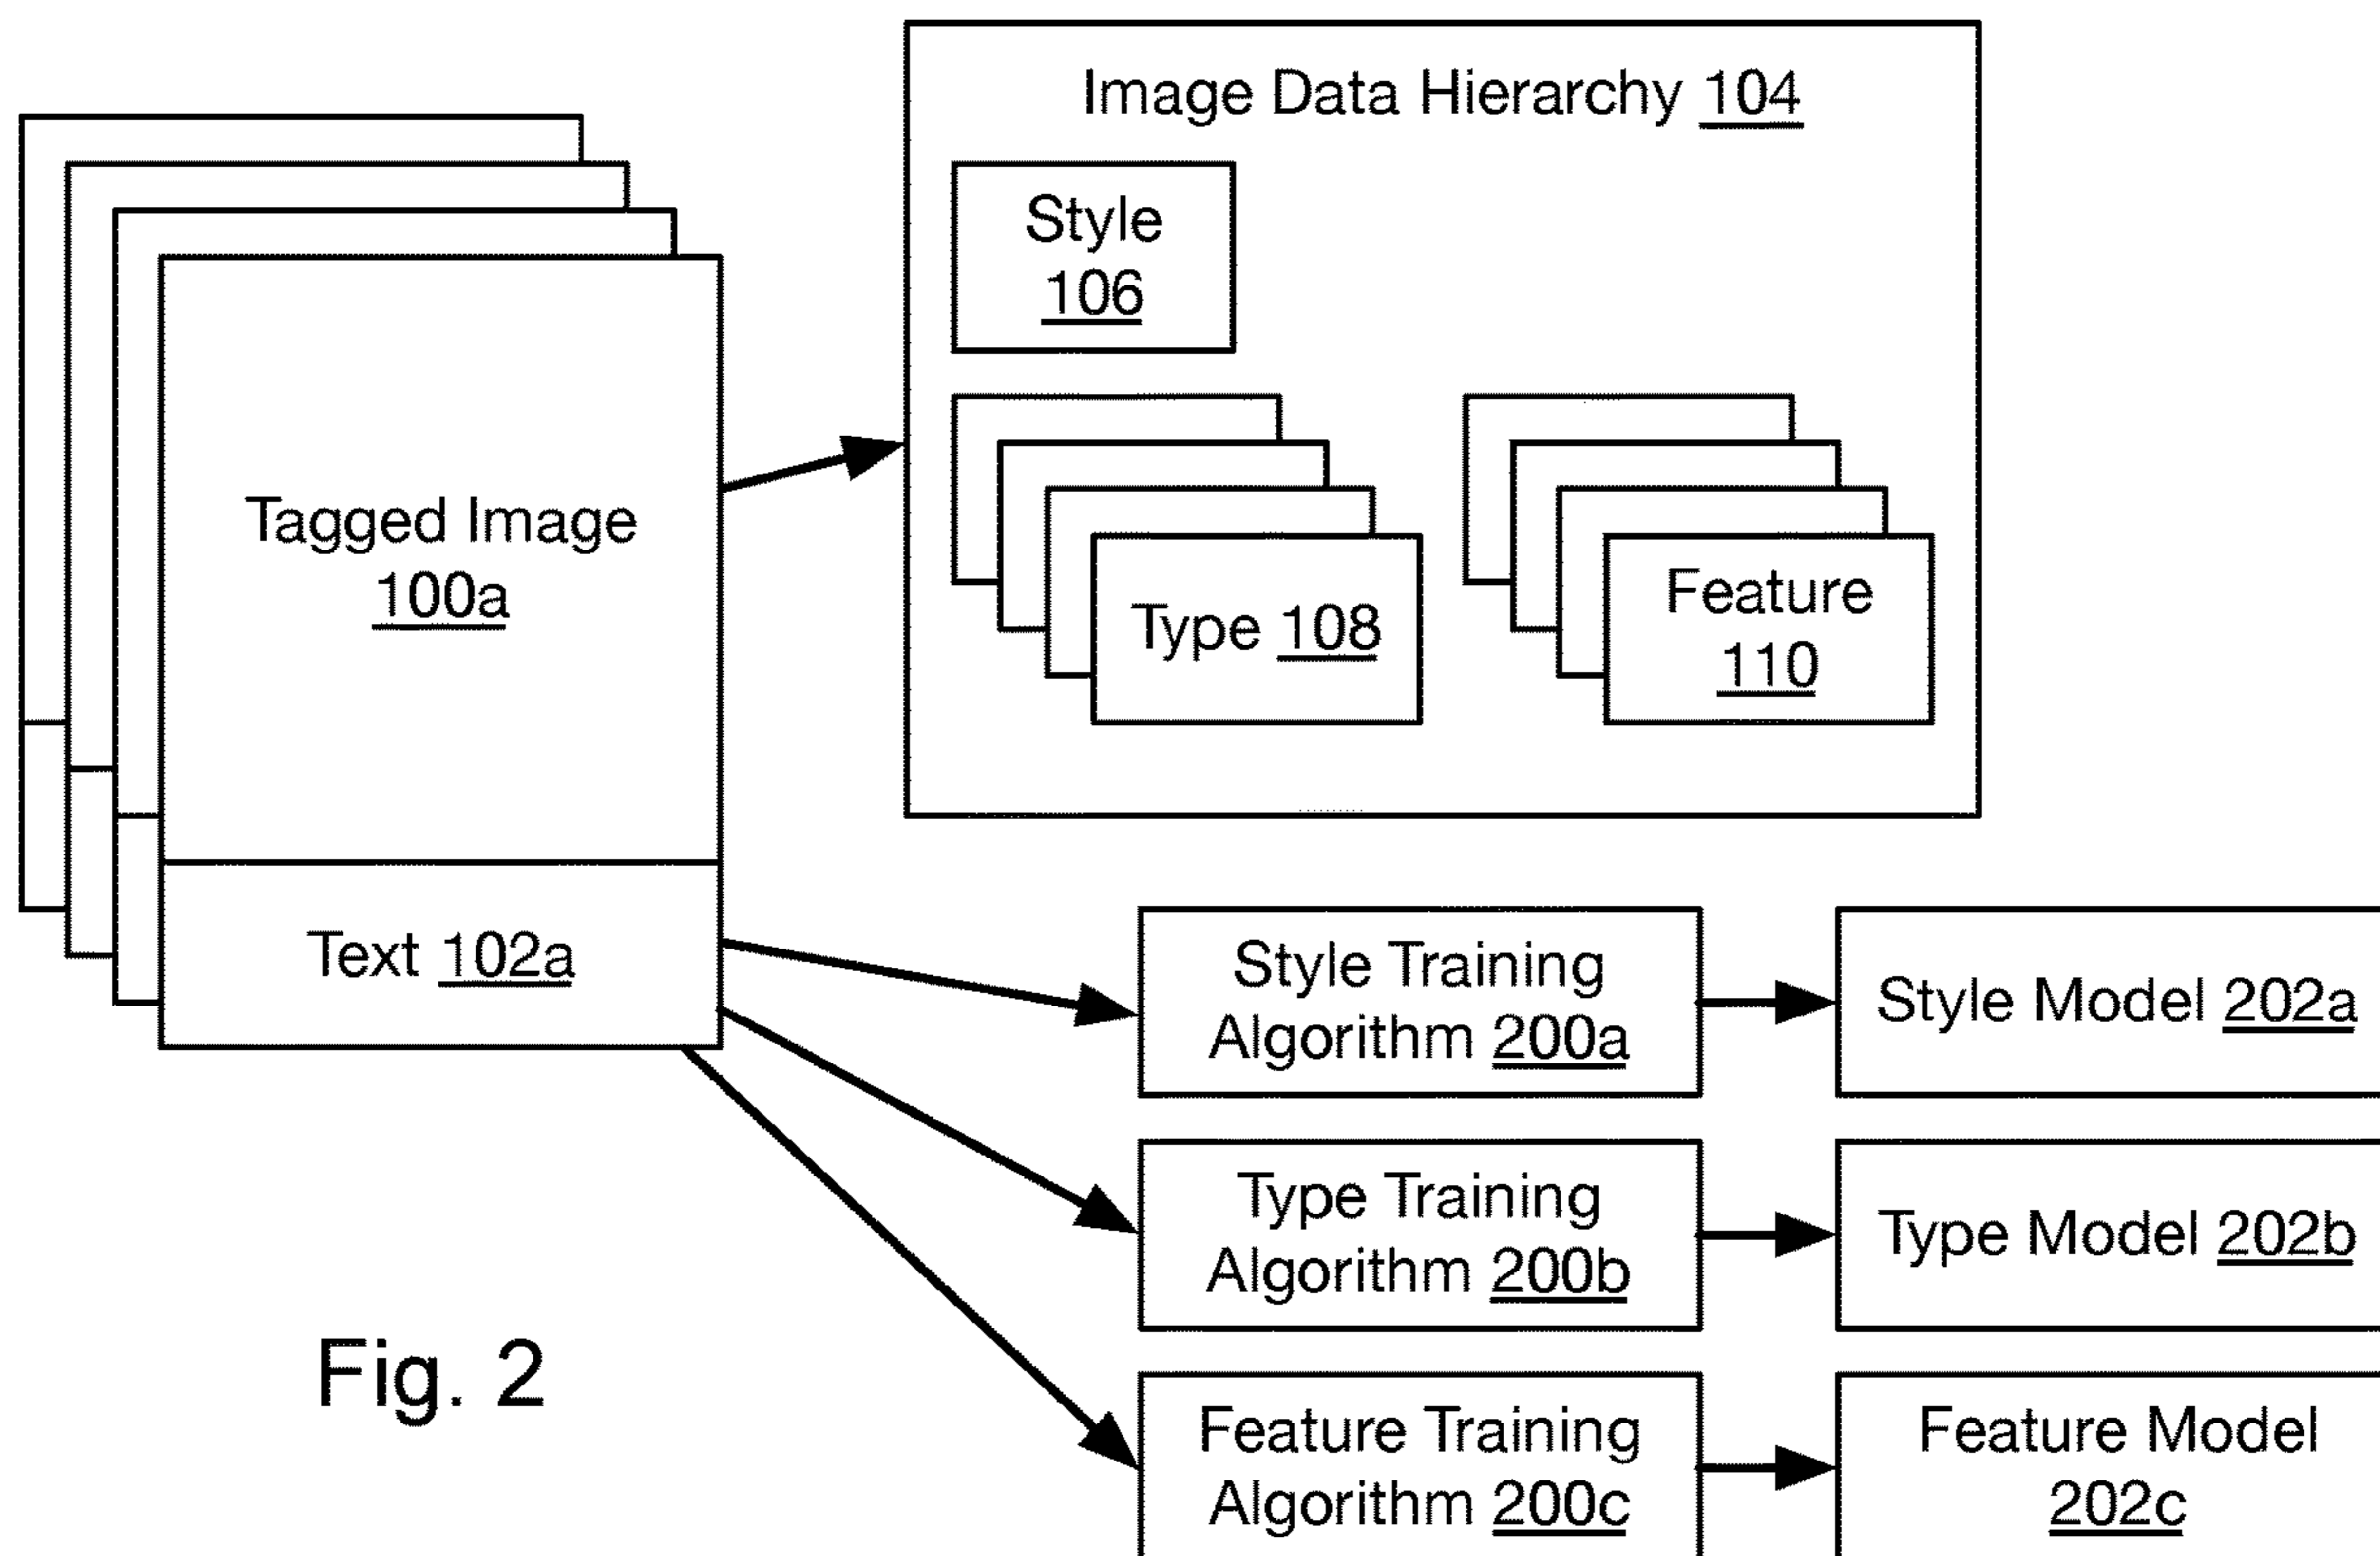 Image Data Hierarchy 104
Style
106
Tagged Image
100a
Type 108
Feature
110
Text 102a
Style Training
Algorithm 200a
Style Model 202a
Type Training
Algorithm 200b
Type Model 202b
Feature Training
Algorithm 200c
Feature Model
202c
Fig. 2